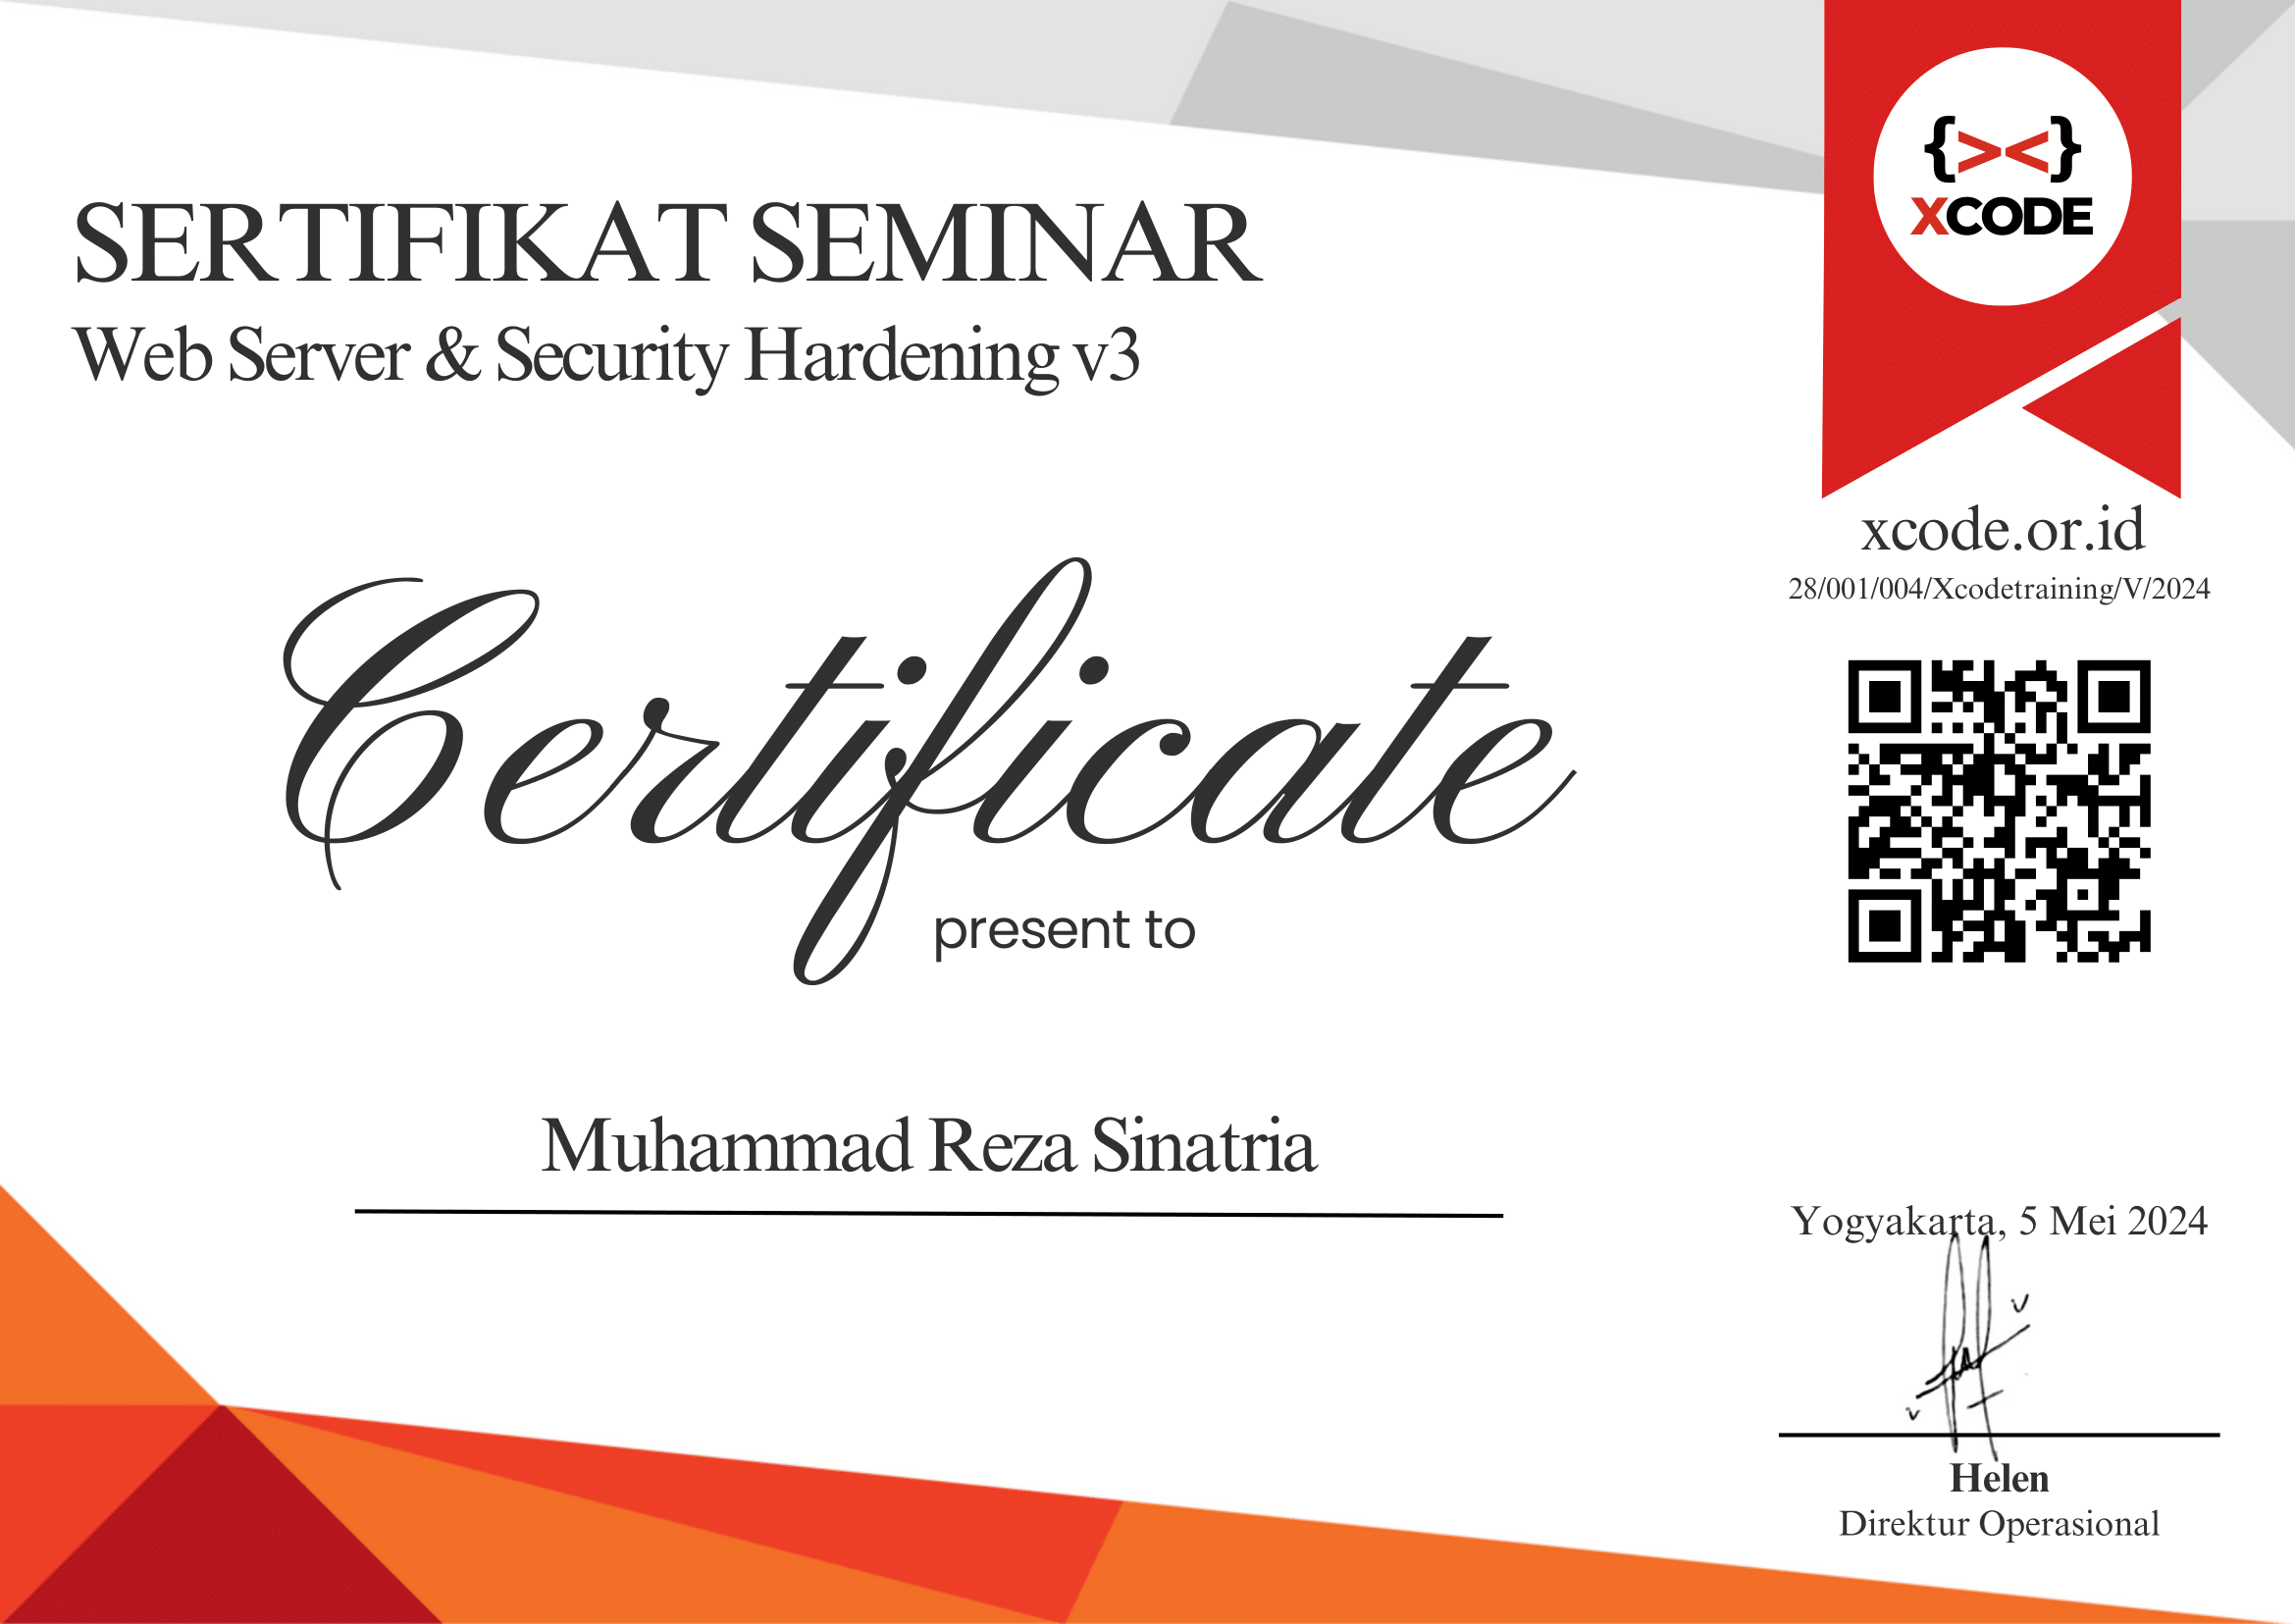 SERTIFIKAT SEMINAR
Web Server & Security Hardening v3
{><}
XCODE
xcode.or.id
28/001/004/Xcodetraining/V/2024
Certificate
present to
Muhammad Reza Sinatria
Yogyakarta, 5 Mei 2024
Helen
Direktur Operasional